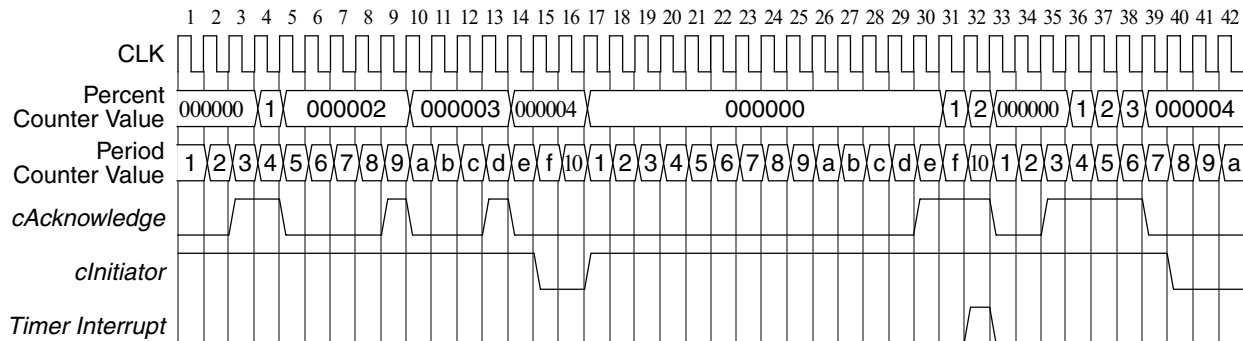 1 2 3 4 5 6 7 8 9 10 11 12 13 14 15 16 17 18 19 20 21 22 23 24 25 26 27 28 29 30 31 32 33 34 35 36 37 38 39 40 41 42
CLK
Percent
Counter Value
000000 1 000002 000003 000004 000000 1 2 000000 1 2 3 000004
Period
Counter Value
1 2 3 4 5 6 7 8 9 a b c d e f 10 1 2 3 4 5 6 7 8 9 a b c d e f 10 1 2 3 4 5 6 7 8 9 a
cAcknowledge
cInitiator
Timer Interrupt